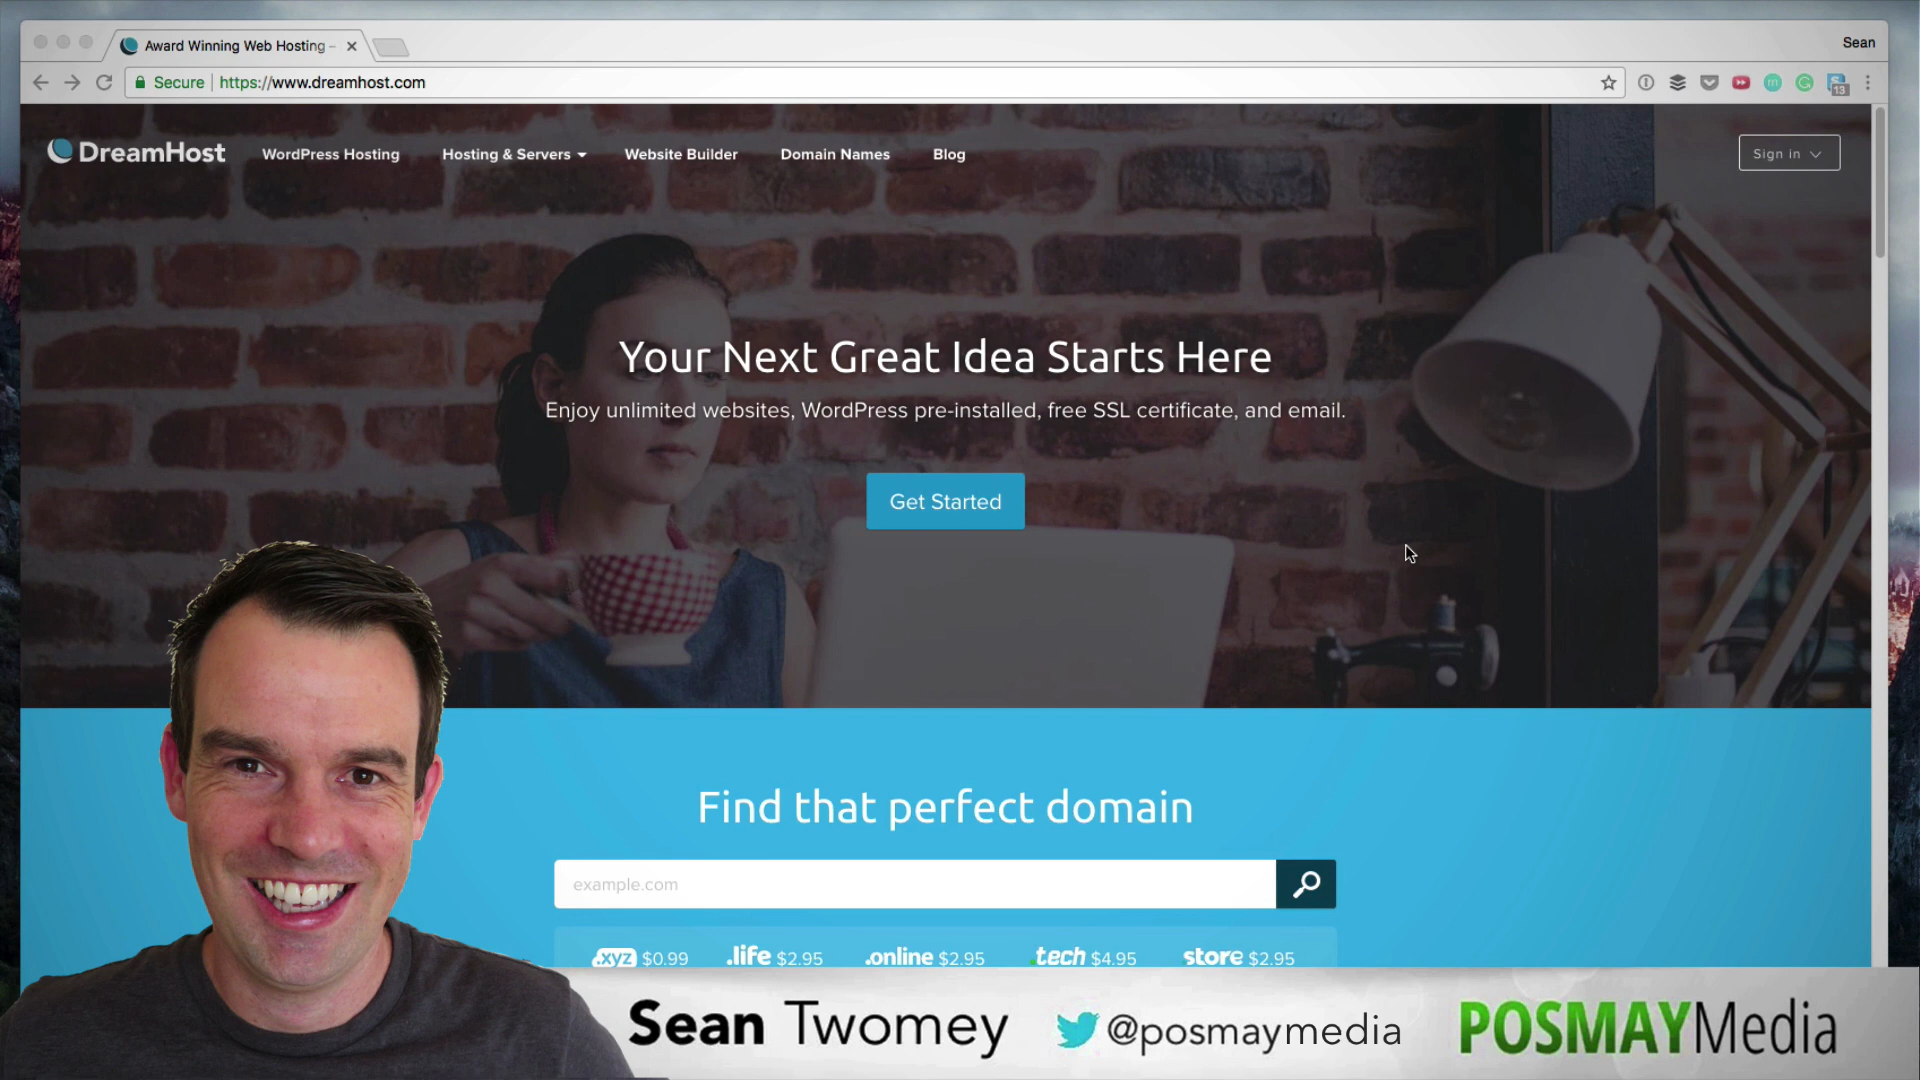 Award Winning Web Hosting –
Sean
Secure | https://www.dreamhost.com
13
DreamHost
WordPress Hosting
Hosting & Servers
Website Builder
Domain Names
Blog
Sign in
Your Next Great Idea Starts Here
Enjoy unlimited websites, WordPress pre-installed, free SSL certificate, and email.
Get Started
Find that perfect domain
example.com
.xyz $0.99
.life $2.95
.online $2.95
.tech $4.95
store $2.95
Sean Twomey
@posmaymedia
POSMAYMedia